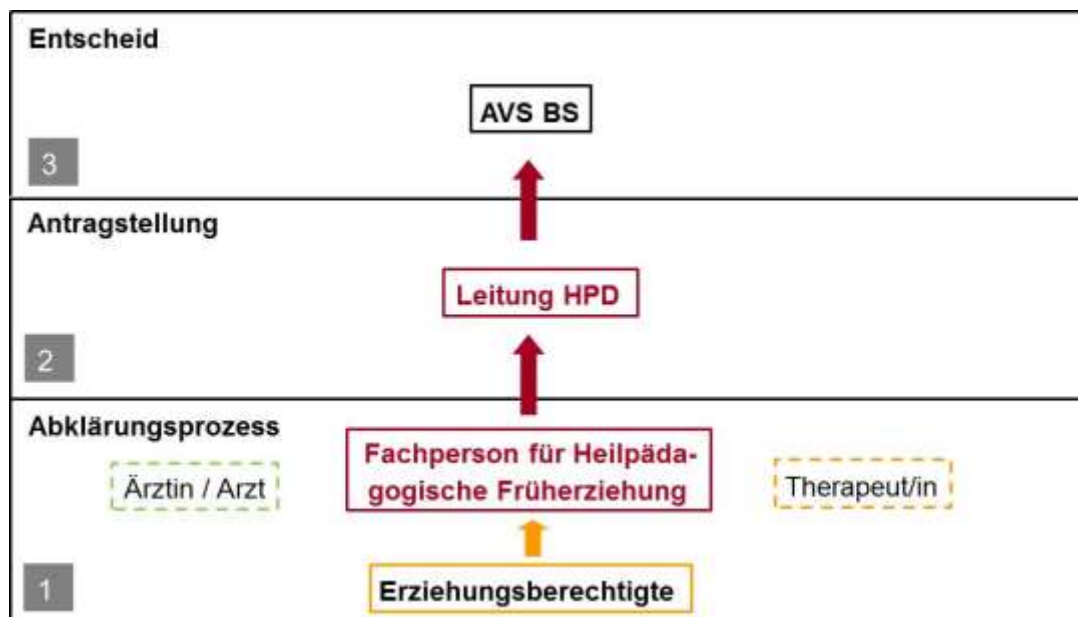 Entscheid
AVS BS
3
Antragstellung
Leitung HPD
2
Abklärungsprozess
Fachperson für Heilpäda-
gogische Früherziehung
Ärztin / Arzt
Therapeut/in
Erziehungsberechtigte
1